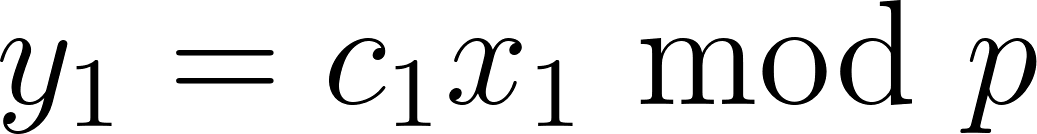 y₁ = c₁x₁ mod p